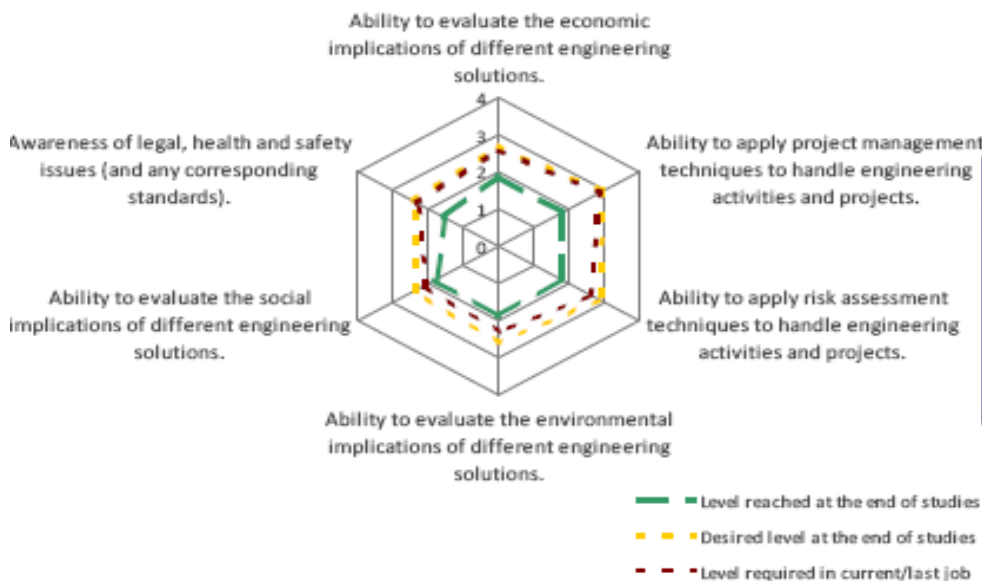 Ability to evaluate the economic
implications of different engineering
solutions.
4
3
2
1
0
Awareness of legal, health and safety
issues (and any corresponding
standards).
Ability to apply project management
techniques to handle engineering
activities and projects.
Ability to evaluate the social
implications of different engineering
solutions.
Ability to apply risk assessment
techniques to handle engineering
activities and projects.
Ability to evaluate the environmental
implications of different engineering
solutions.
Level reached at the end of studies
Desired level at the end of studies
Level required in current/last job